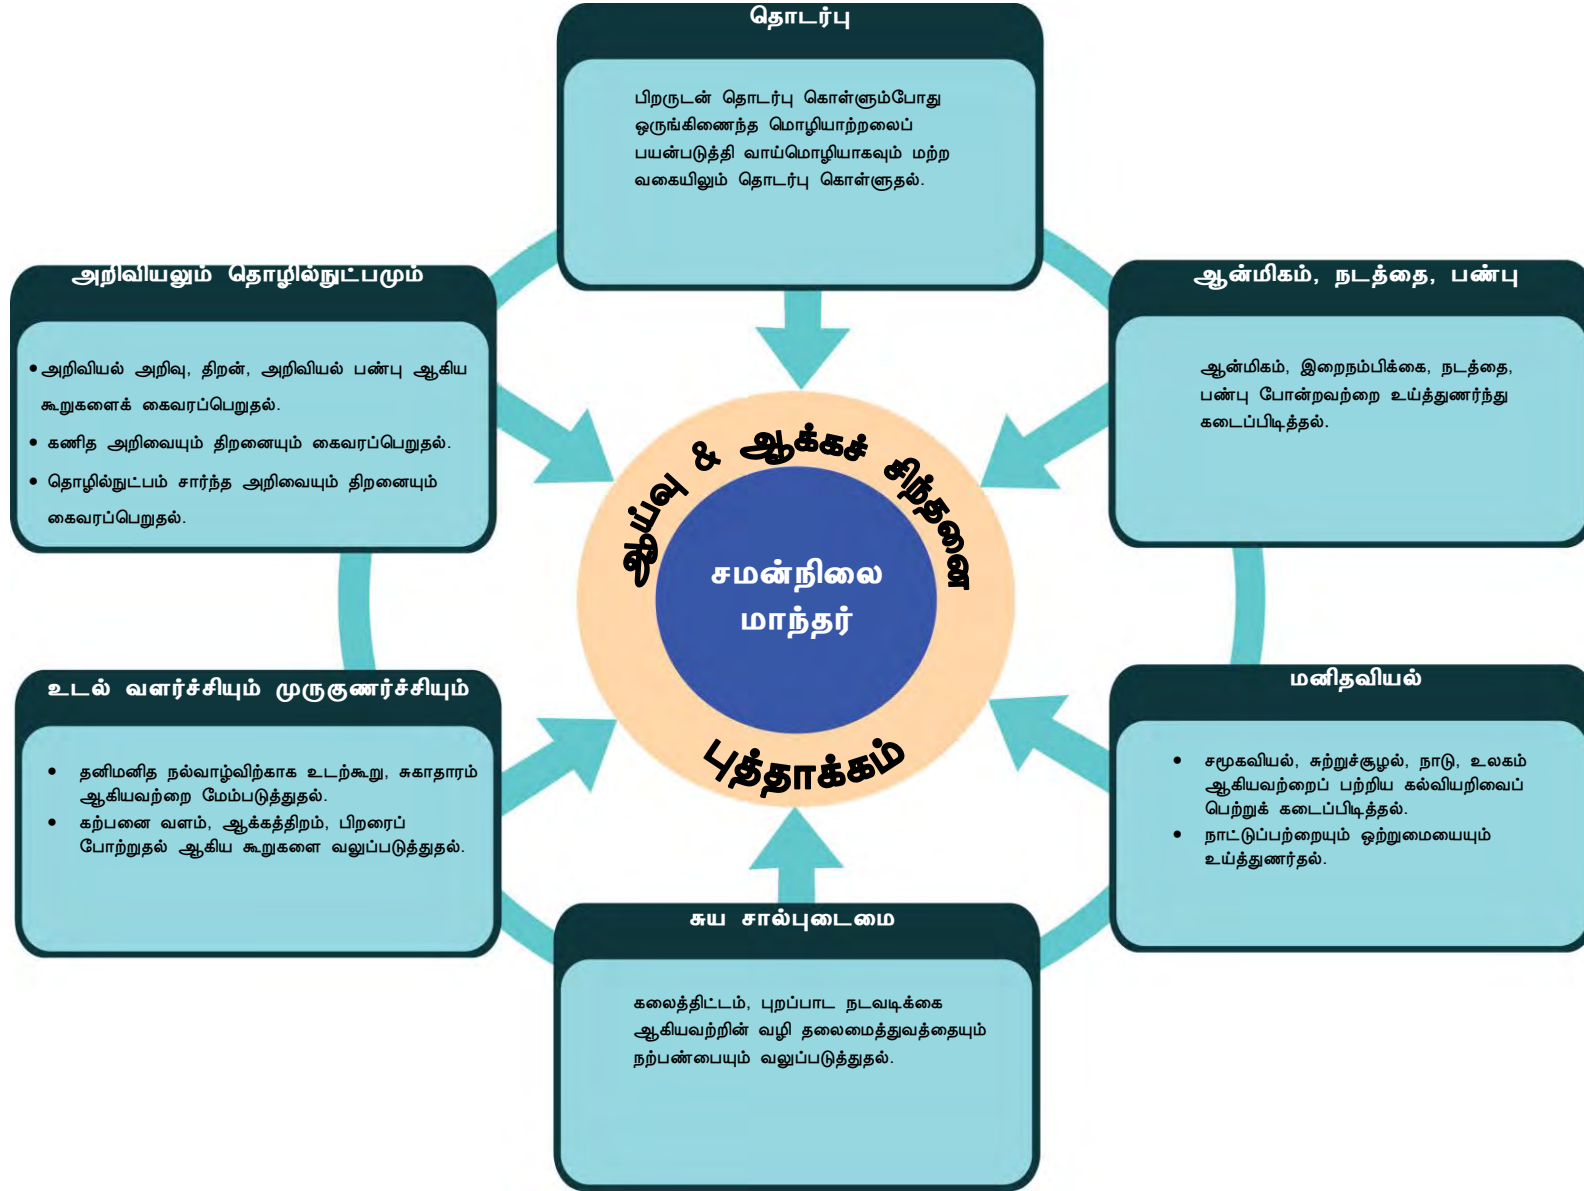 தொடர்பு
பிறருடன் தொடர்பு கொள்ளும்போது
ஒருங்கிணைந்த மொழியாற்றலைப்
பயன்படுத்தி வாய்மொழியாகவும் மற்ற
வகையிலும் தொடர்பு கொள்ளுதல்.
அறிவியலும் தொழில்நுட்பமும்
• அறிவியல் அறிவு, திறன், அறிவியல் பண்பு ஆகிய
கூறுகளைக் கைவரப்பெறுதல்.
• கணித அறிவையும் திறனையும் கைவரப்பெறுதல்.
• தொழில்நுட்பம் சார்ந்த அறிவையும் திறனையும்
கைவரப்பெறுதல்.
ஆன்மிகம், நடத்தை, பண்பு
ஆன்மிகம், இறைநம்பிக்கை, நடத்தை,
பண்பு போன்றவற்றை உய்த்துணர்ந்து
கடைப்பிடித்தல்.
ஆய்வு & ஆக்கச் சிந்தனை
சமன்நிலை
மாந்தர்
புத்தாக்கம்
உடல் வளர்ச்சியும் முருகுணர்ச்சியும்
• தனிமனித நல்வாழ்விற்காக உடற்கூறு, சுகாதாரம்
ஆகியவற்றை மேம்படுத்துதல்.
• கற்பனை வளம், ஆக்கத்திறம், பிறரைப்
போற்றுதல் ஆகிய கூறுகளை வலுப்படுத்துதல்.
மனிதவியல்
• சமூகவியல், சுற்றுச்சூழல், நாடு, உலகம்
ஆகியவற்றைப் பற்றிய கல்வியறிவைப்
பெற்றுக் கடைப்பிடித்தல்.
• நாட்டுப்பற்றையும் ஒற்றுமையையும்
உய்த்துணர்தல்.
சுய சால்புடைமை
கலைத்திட்டம், புறப்பாட நடவடிக்கை
ஆகியவற்றின் வழி தலைமைத்துவத்தையும்
நற்பண்பையும் வலுப்படுத்துதல்.